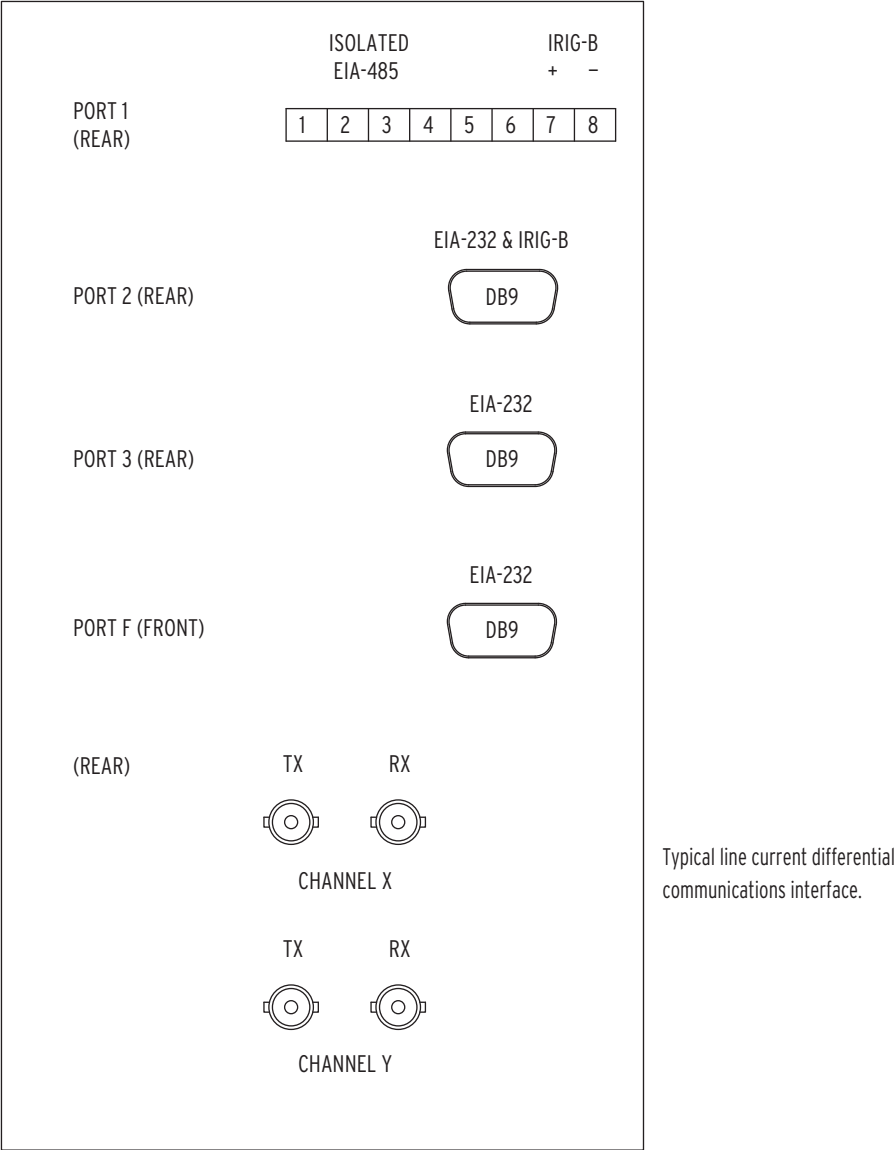 ISOLATED
EIA-485
IRIG-B
+ –
PORT 1
(REAR)
1 2 3 4 5 6 7 8
EIA-232 & IRIG-B
PORT 2 (REAR)
DB9
EIA-232
PORT 3 (REAR)
DB9
EIA-232
PORT F (FRONT)
DB9
(REAR)
TX RX
CHANNEL X
TX RX
CHANNEL Y
Typical line current differential
communications interface.